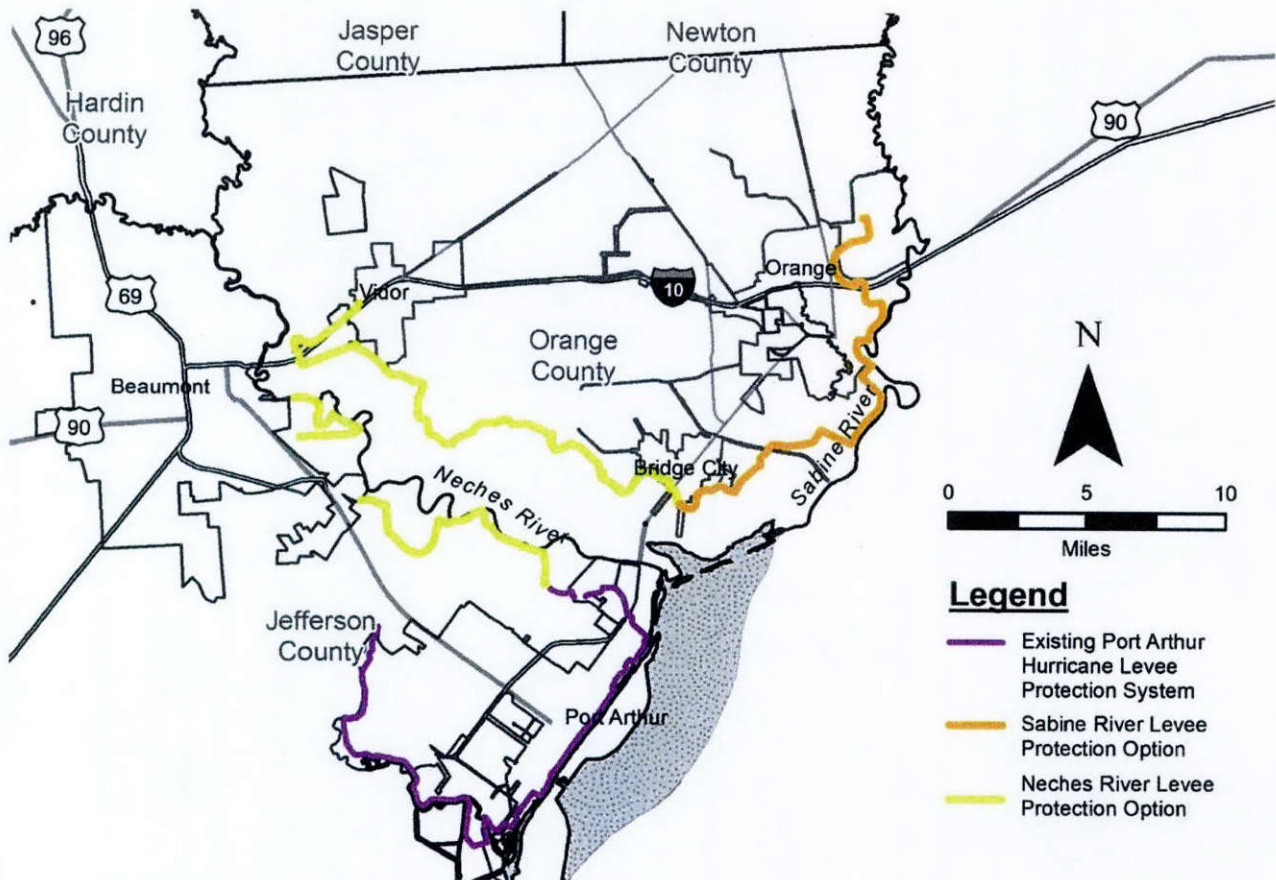 96
Jasper
County
Newton
County
Hardin
County
90
69
Vidor
10
Orange
Orange
County
N
Beaumont
90
Bridge City
Sabine River
Neches River
0 5 10
Miles
Jefferson
County
Port Arthur
Legend
Existing Port Arthur
Hurricane Levee
Protection System
Sabine River Levee
Protection Option
Neches River Levee
Protection Option